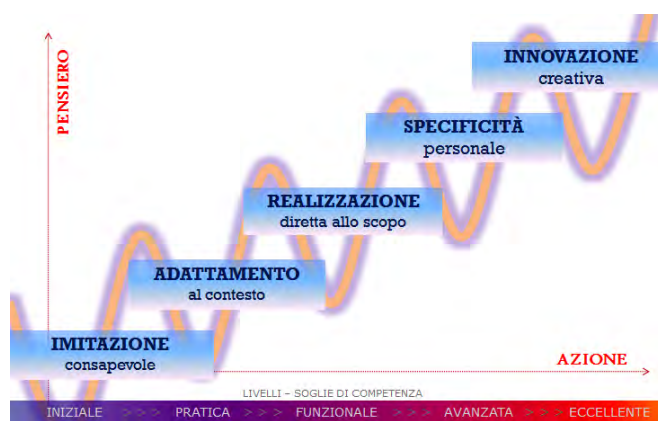 PENSIERO
INNOVAZIONE
creativa
SPECIFICITÀ
personale
REALIZZAZIONE
diretta allo scopo
ADATTAMENTO
al contesto
IMITAZIONE
consapevole
AZIONE
LIVELLI – SOGLIE DI COMPETENZA
INIZIALE > > > PRATICA > > > FUNZIONALE > > > AVANZATA > > > ECCELLENTE